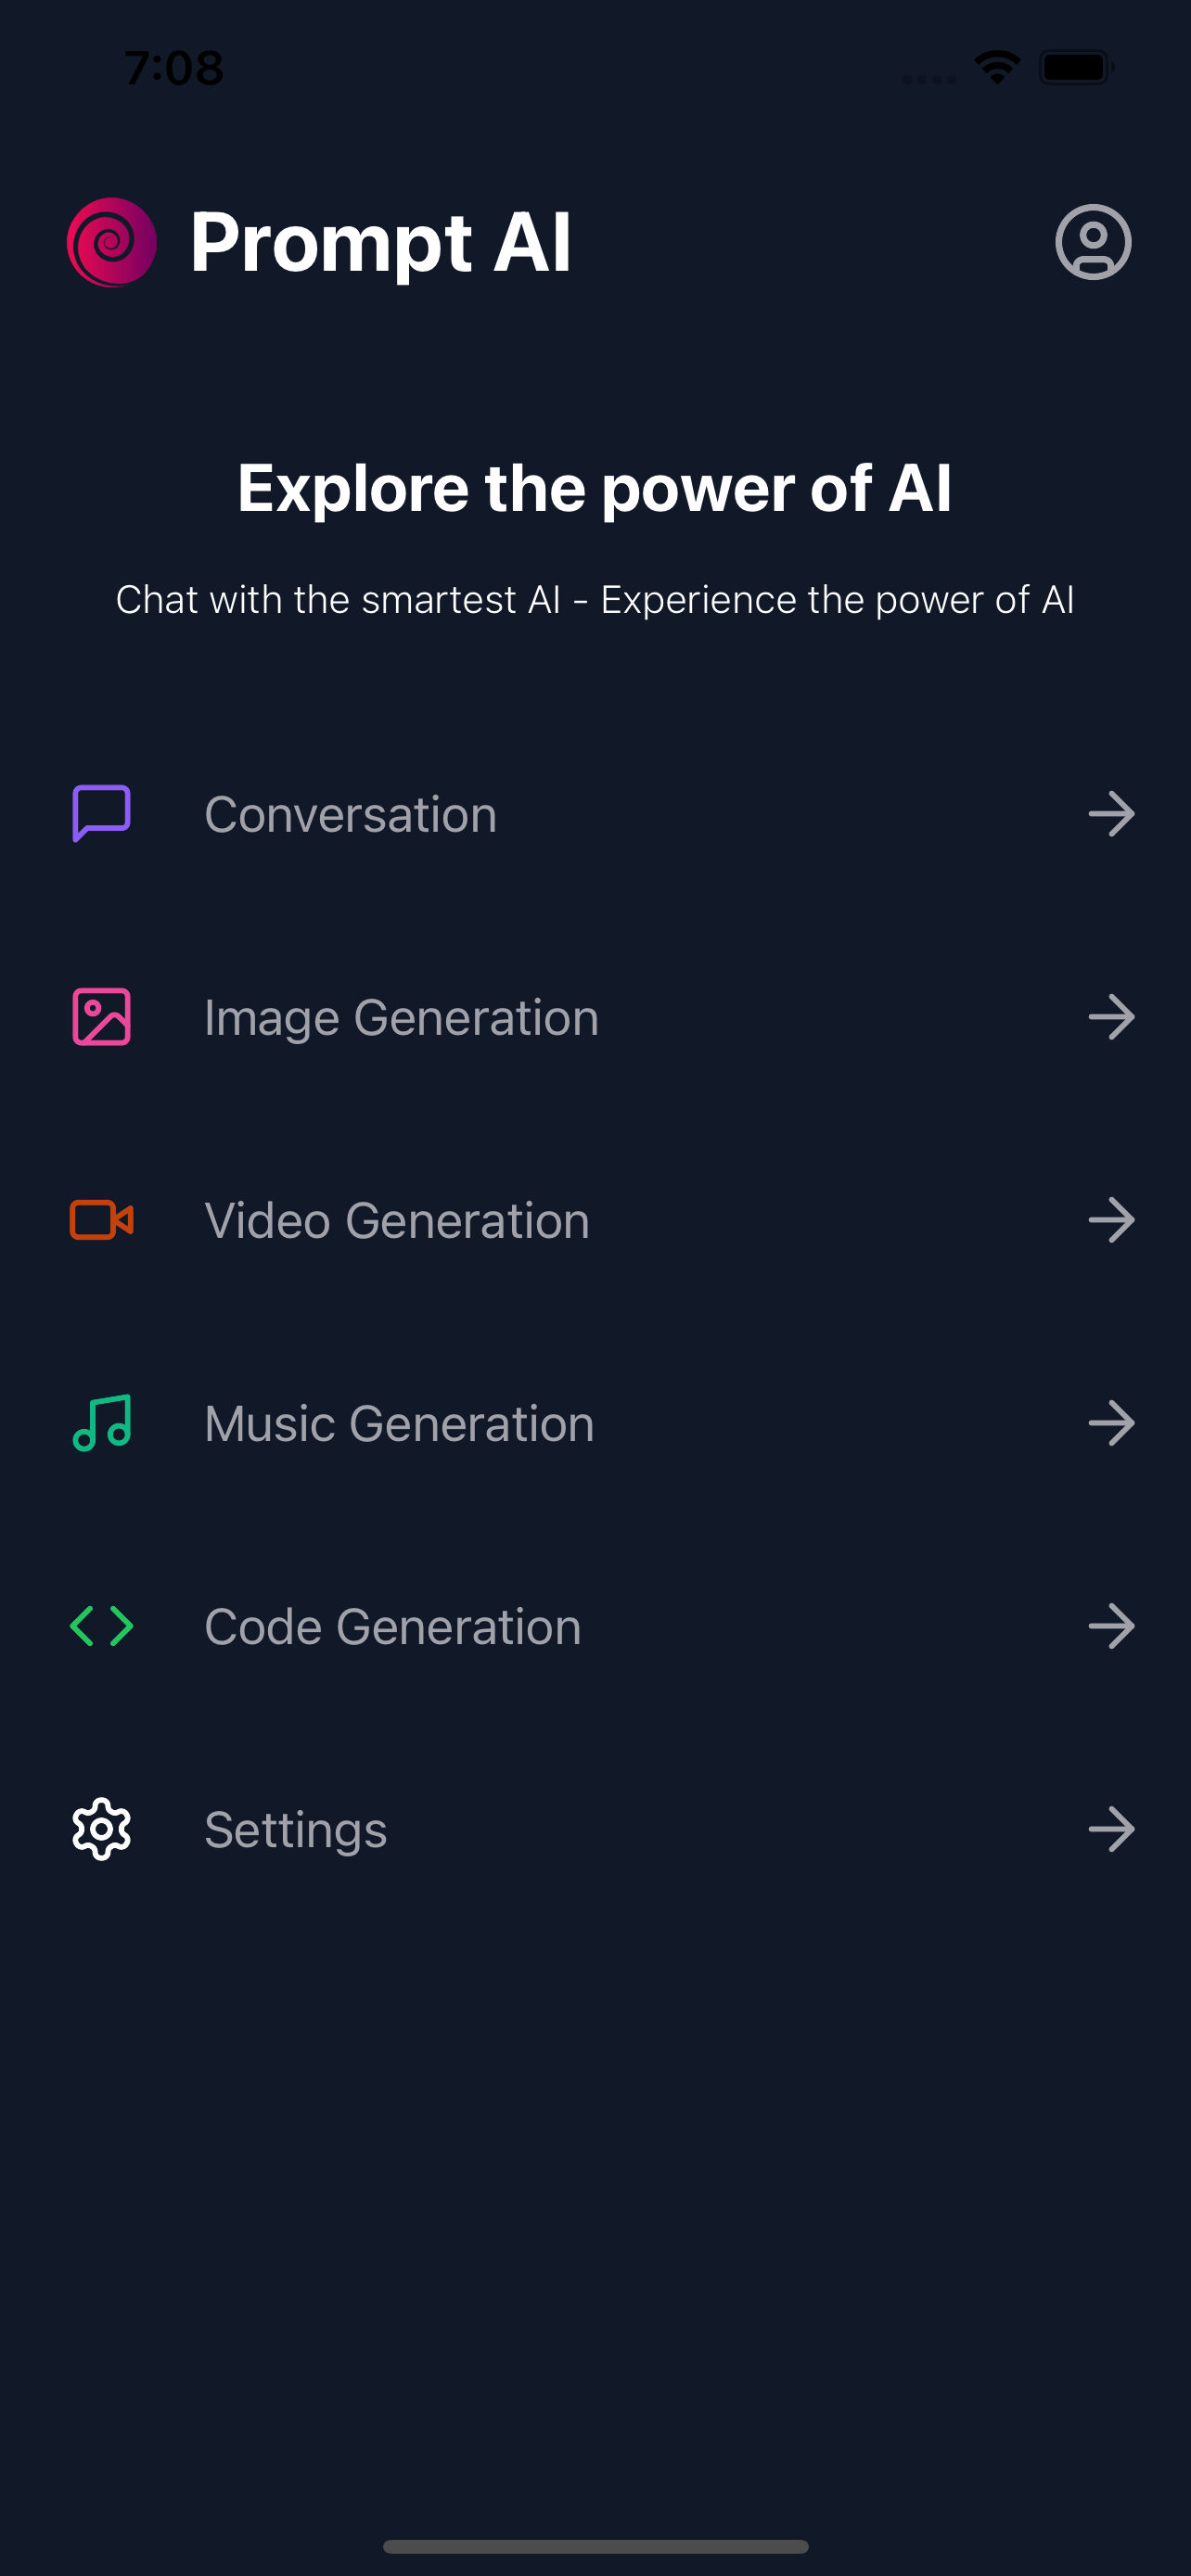 7:08
Prompt AI
Explore the power of AI
Chat with the smartest AI - Experience the power of AI
Conversation
Image Generation
Video Generation
Music Generation
Code Generation
Settings